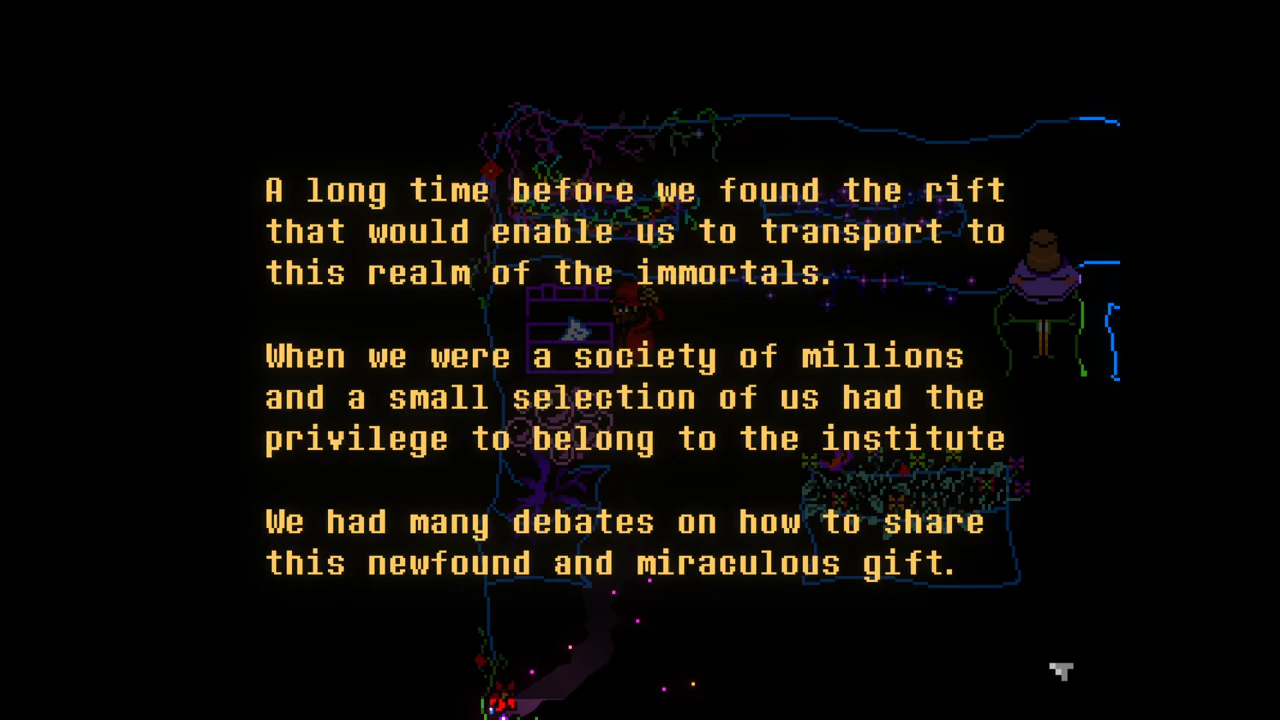 A long time before we found the rift
that would enable us to transport to
this realm of the immortals.
When we were a society of millions
and a small selection of us had the
privilege to belong to the institute
We had many debates on how to share
this newfound and miraculous gift.